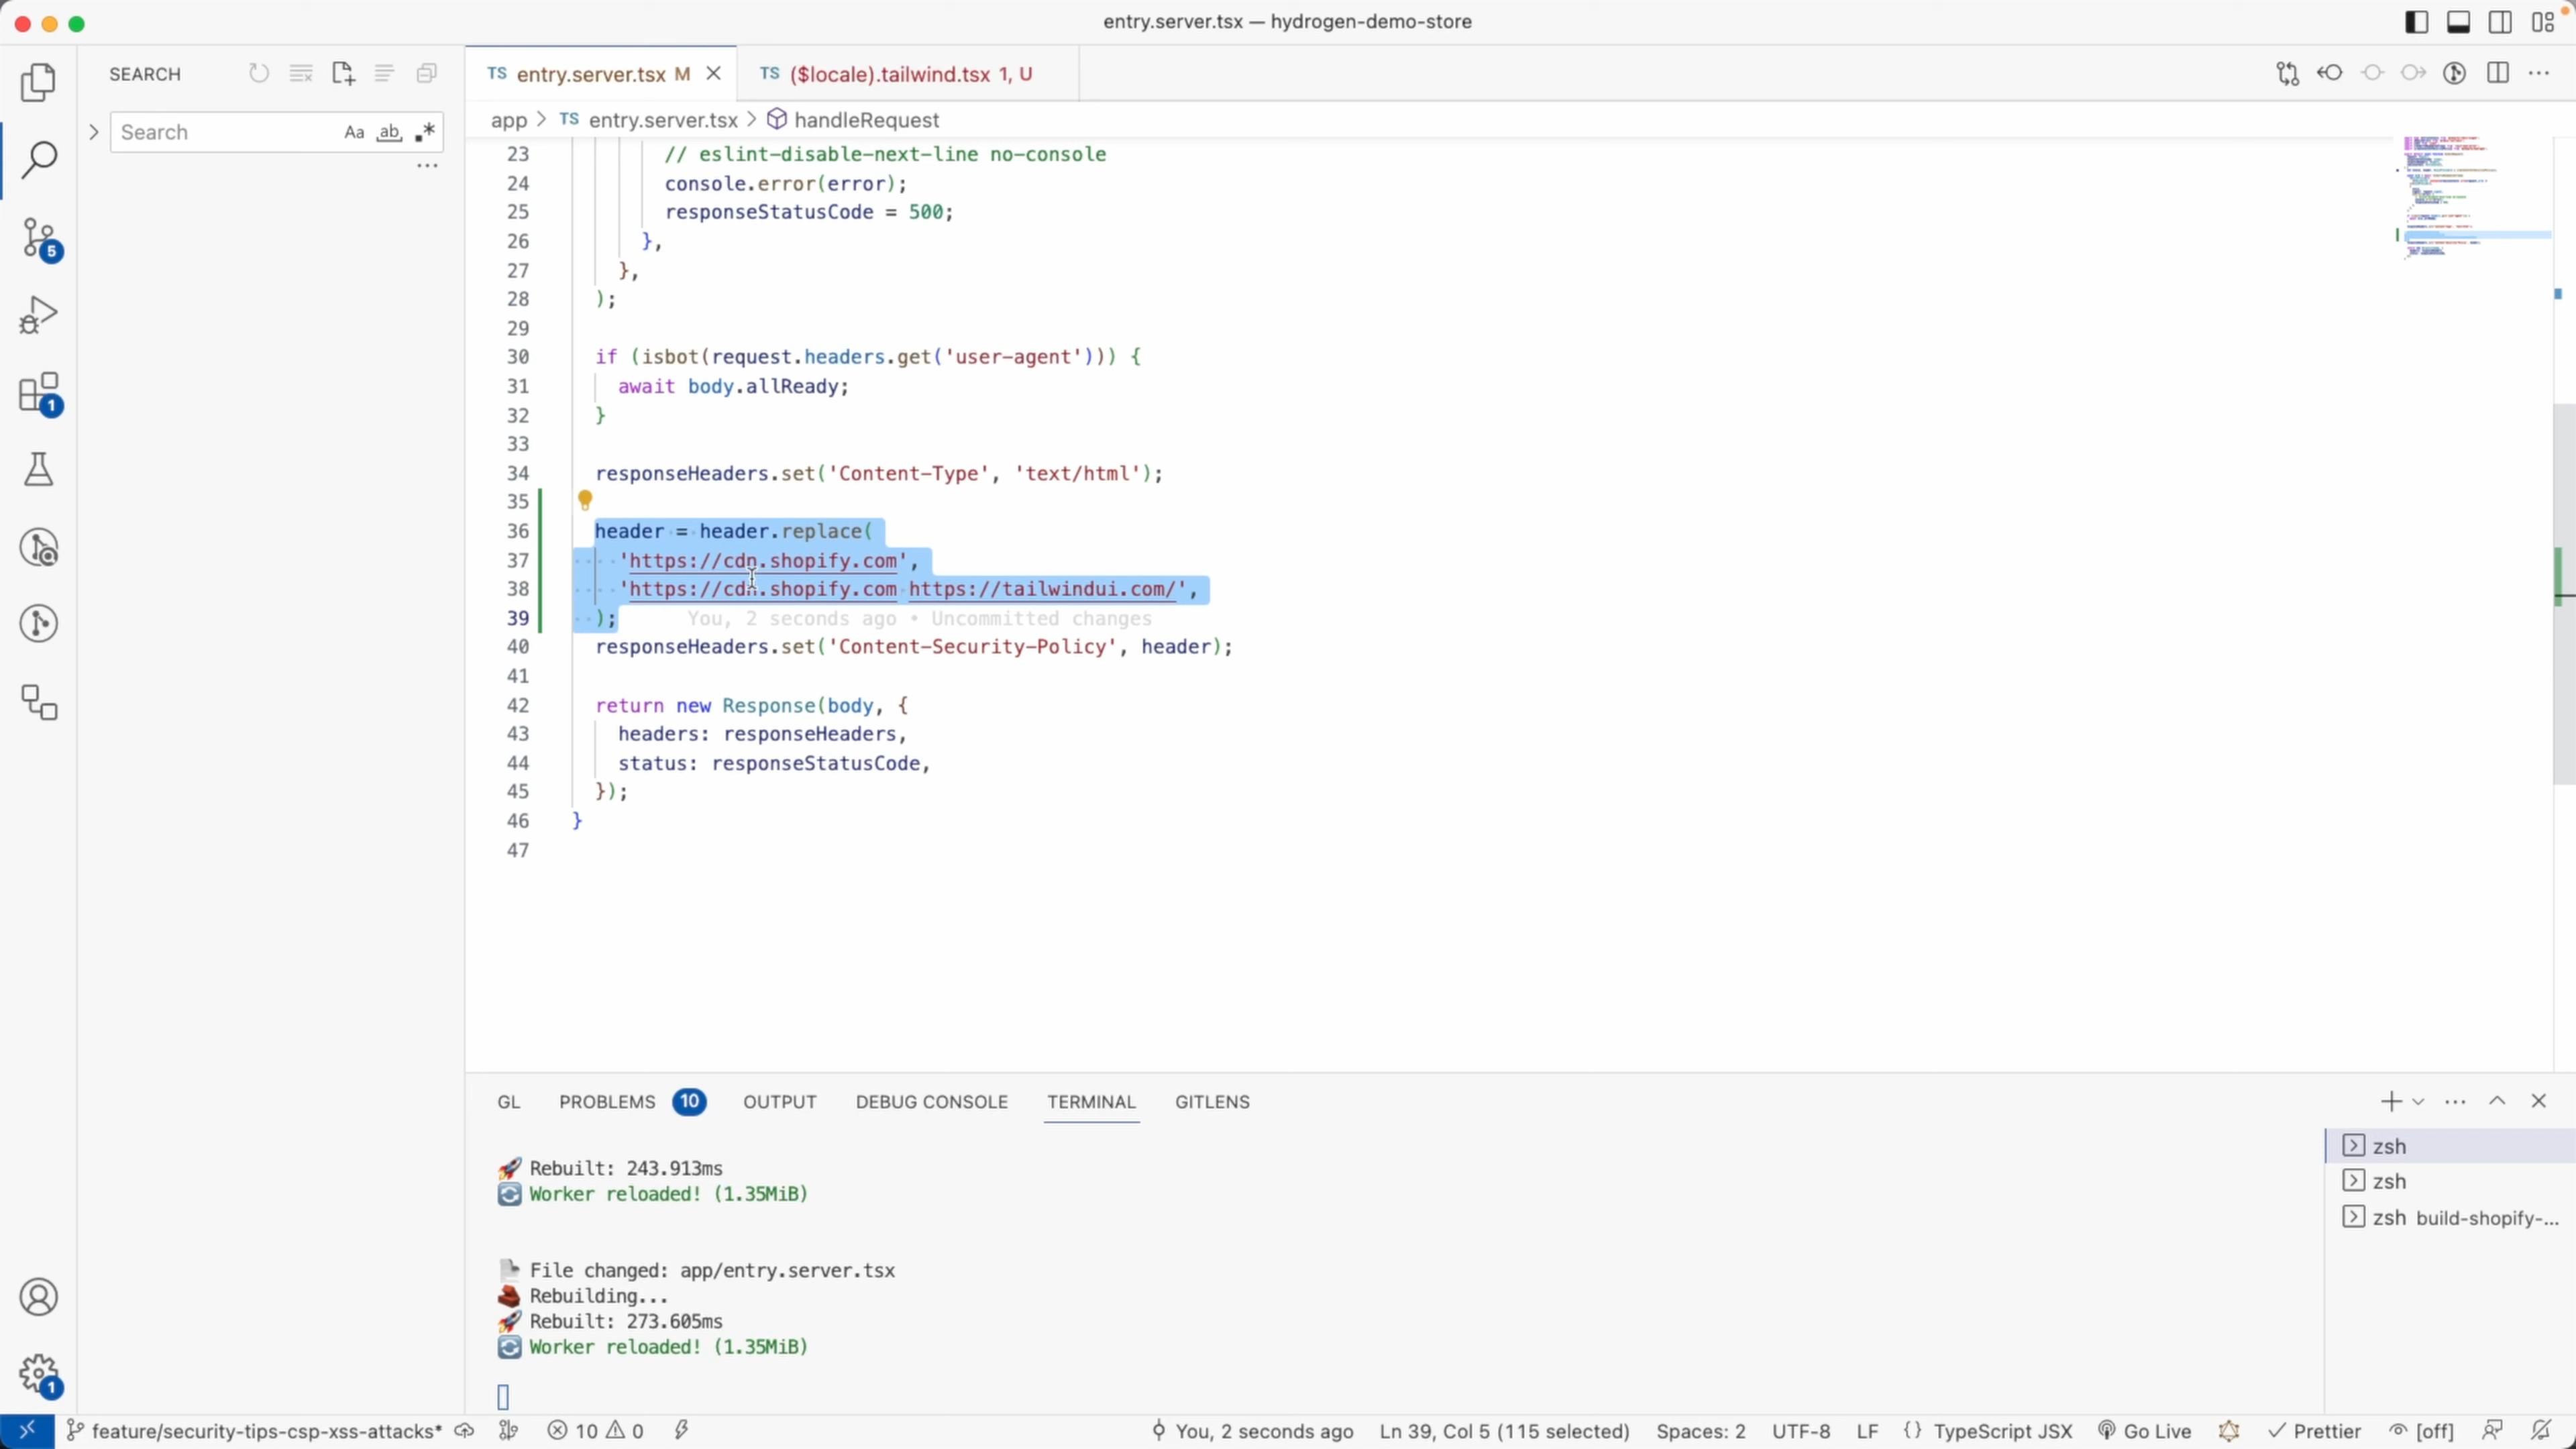 entry.server.tsx — hydrogen-demo-store
SEARCH
Search
Aa
ab
TS entry.server.tsx M
TS ($locale).tailwind.tsx 1, U
app > TS entry.server.tsx > handleRequest
23 // eslint-disable-next-line no-console
24 console.error(error);
25 responseStatusCode = 500;
26 },
27 },
28 );
29
30 if (isbot(request.headers.get('user-agent'))) {
31 await body.allReady;
32 }
33
34 responseHeaders.set('Content-Type', 'text/html');
35
36 header = header.replace(
37 'https://cdn.shopify.com',
38 'https://cdn.shopify.com https://tailwindui.com/',
39 ); You, 2 seconds ago • Uncommitted changes
40 responseHeaders.set('Content-Security-Policy', header);
41
42 return new Response(body, {
43 headers: responseHeaders,
44 status: responseStatusCode,
45 });
46 }
47
5
1
1
GL PROBLEMS 10 OUTPUT DEBUG CONSOLE TERMINAL GITLENS
🚀 Rebuilt: 243.913ms
🔄 Worker reloaded! (1.35MiB)
File changed: app/entry.server.tsx
Rebuilding...
🚀 Rebuilt: 273.605ms
🔄 Worker reloaded! (1.35MiB)
zsh
zsh
zsh build-shopify-...
feature/security-tips-csp-xss-attacks* 10 0 You, 2 seconds ago Ln 39, Col 5 (115 selected) Spaces: 2 UTF-8 LF {} TypeScript JSX Go Live Prettier [off]